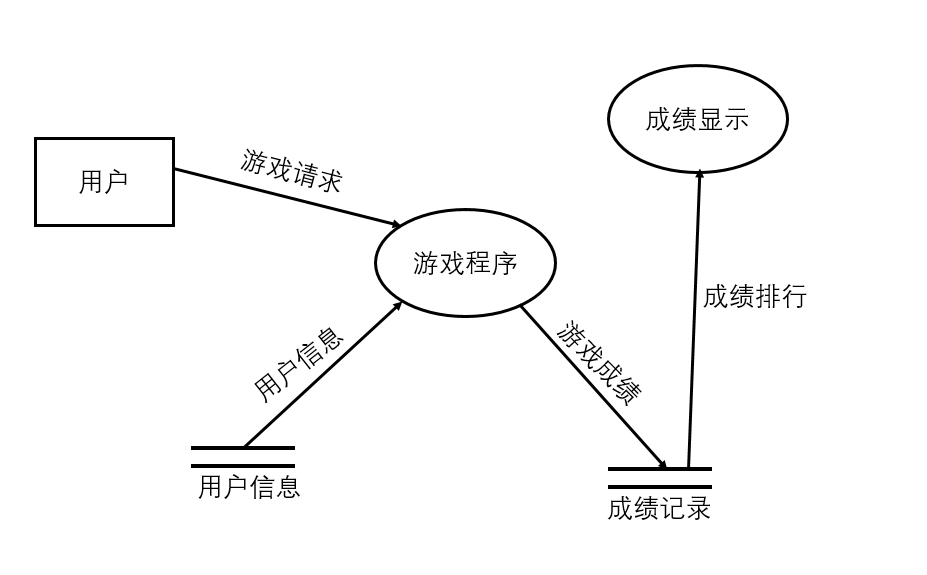 成绩显示
游戏请求
用户
游戏程序
成绩排行
用户信息
游戏成绩
用户信息
成绩记录